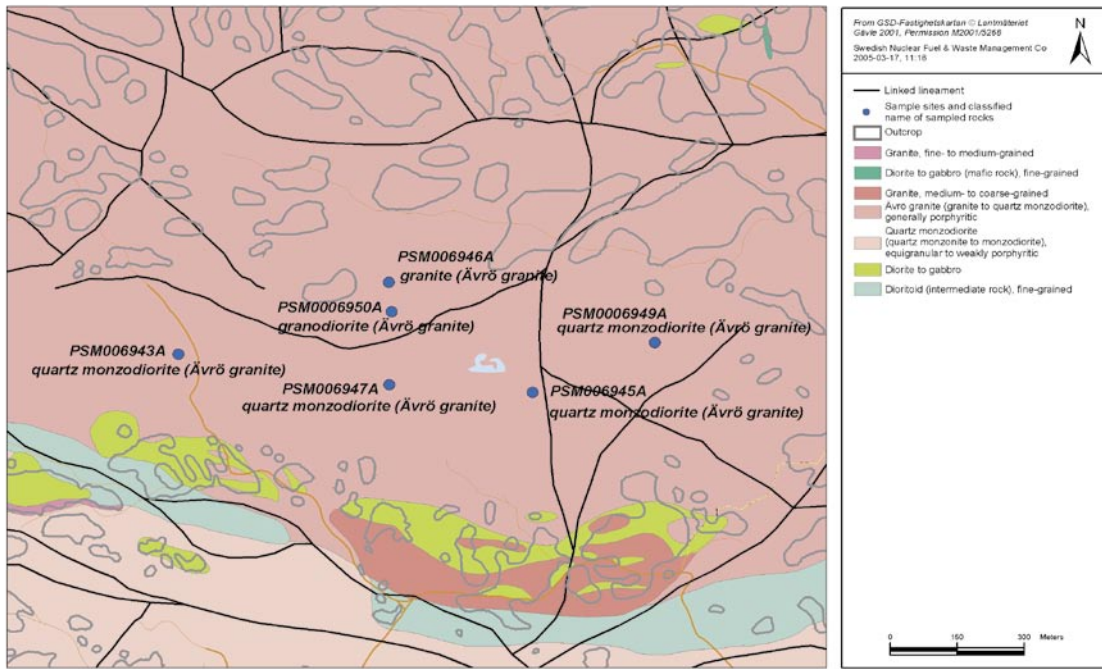 PSM006946A
granite (Ävrö granite)
PSM0006950A
granodiorite (Ävrö granite)
PSM0006949A
quartz monzodiorite (Ävrö granite)
PSM006943A
quartz monzodiorite (Ävrö granite)
PSM006947A
quartz monzodiorite (Ävrö granite)
PSM006945A
quartz monzodiorite (Ävrö granite)
From GSD-Fastighetskartan © Lantmäteriet
Gävle 2001, Permission M2001/5268
Swedish Nuclear Fuel & Waste Management Co
2005-03-17, 11:18
N
Linked lineament
Sample sites and classified
name of sampled rocks
Outcrop
Granite, fine- to medium-grained
Diorite to gabbro (mafic rock), fine-grained
Granite, medium- to coarse-grained
Ävrö granite (granite to quartz monzodiorite),
generally porphyritic
Quartz monzodiorite
(quartz monzonite to monzodiorite),
equigranular to weakly porphyritic
Diorite to gabbro
Dioritoid (intermediate rock), fine-grained
0 150 300 Meters